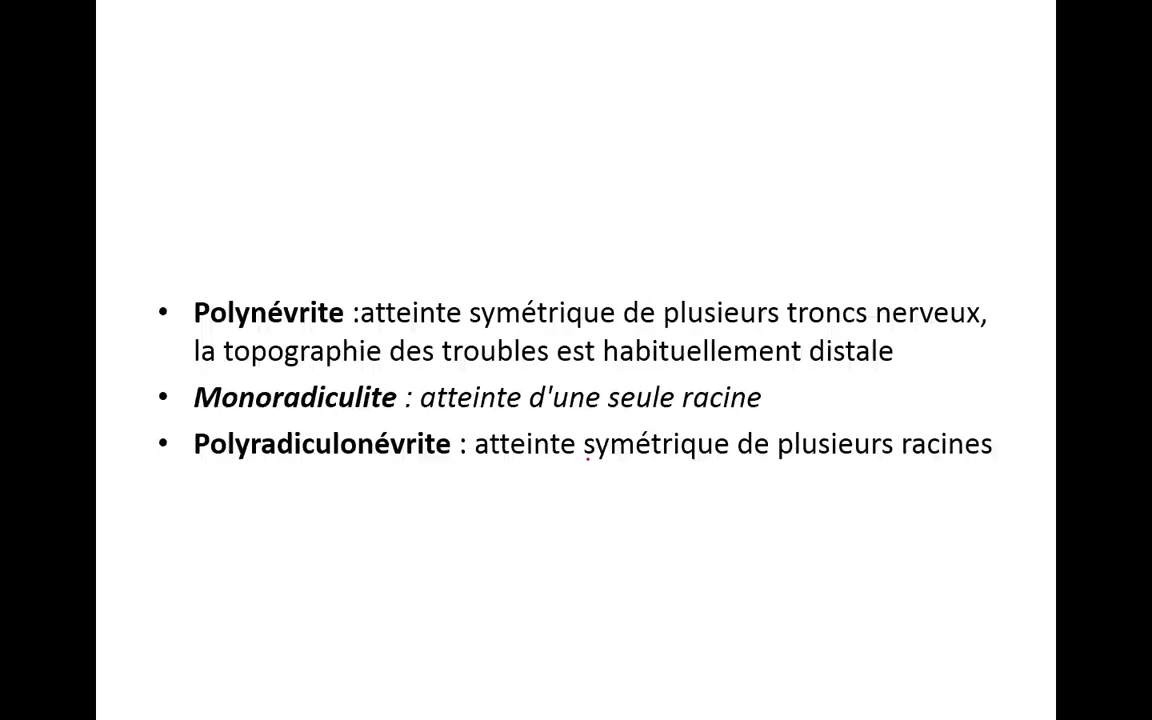 • Polynévrite :atteinte symétrique de plusieurs troncs nerveux,
la topographie des troubles est habituellement distale
• Monoradiculite : atteinte d'une seule racine
• Polyradiculonévrite : atteinte symétrique de plusieurs racines